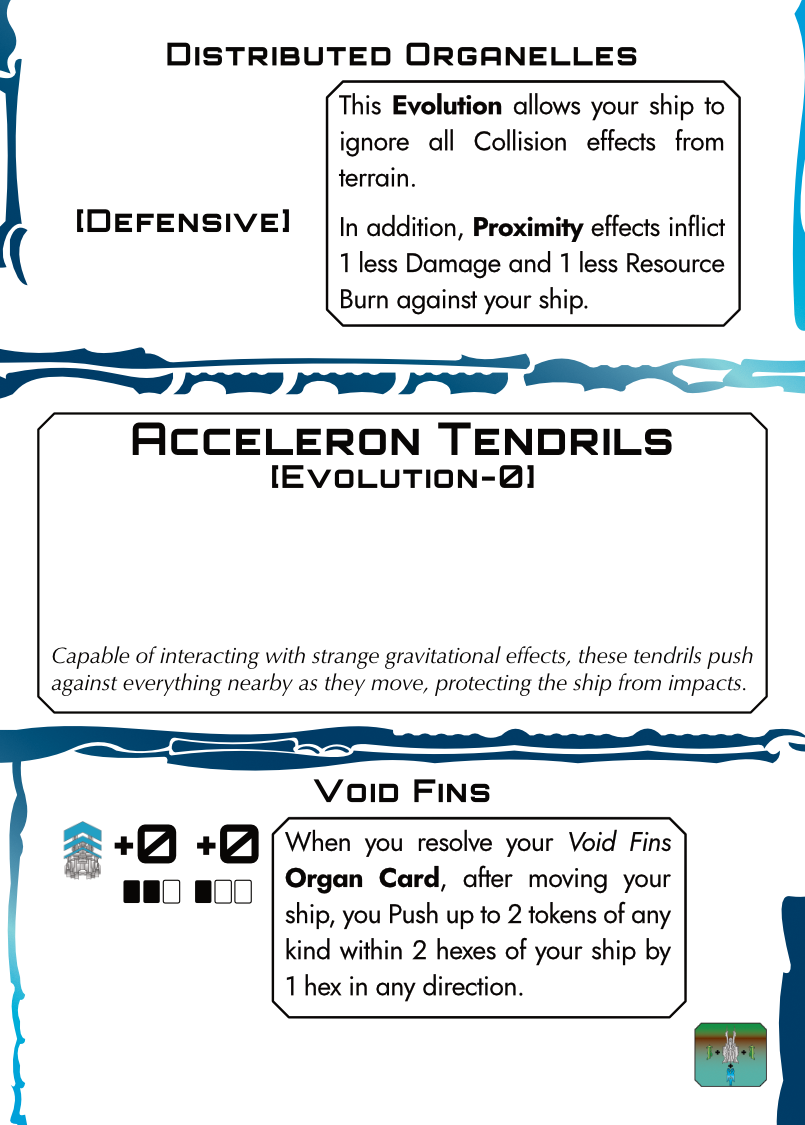 Distributed Organelles
This Evolution allows your ship to
ignore all Collision effects from
terrain.
[Defensive]
In addition, Proximity effects inflict
1 less Damage and 1 less Resource
Burn against your ship.
Acceleron Tendrils
[Evolution-0]
Capable of interacting with strange gravitational effects, these tendrils push
against everything nearby as they move, protecting the ship from impacts.
Void Fins
+0 +0
When you resolve your Void Fins
Organ Card, after moving your
ship, you Push up to 2 tokens of any
kind within 2 hexes of your ship by
1 hex in any direction.